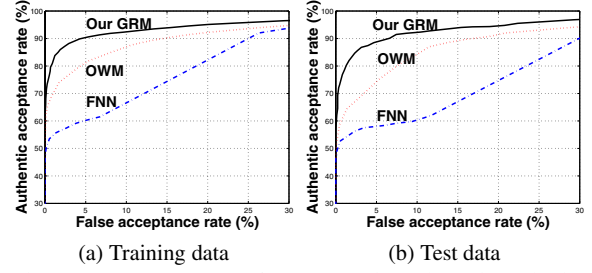 Authentic acceptance rate (%)
100
90
80
70
60
50
40
30
0
5
10
15
20
25
30
Our GRM
OWM
FNN
False acceptance rate (%)
(a) Training data
Authentic acceptance rate (%)
100
90
80
70
60
50
40
30
0
5
10
15
20
25
30
Our GRM
OWM
FNN
False acceptance rate (%)
(b) Test data